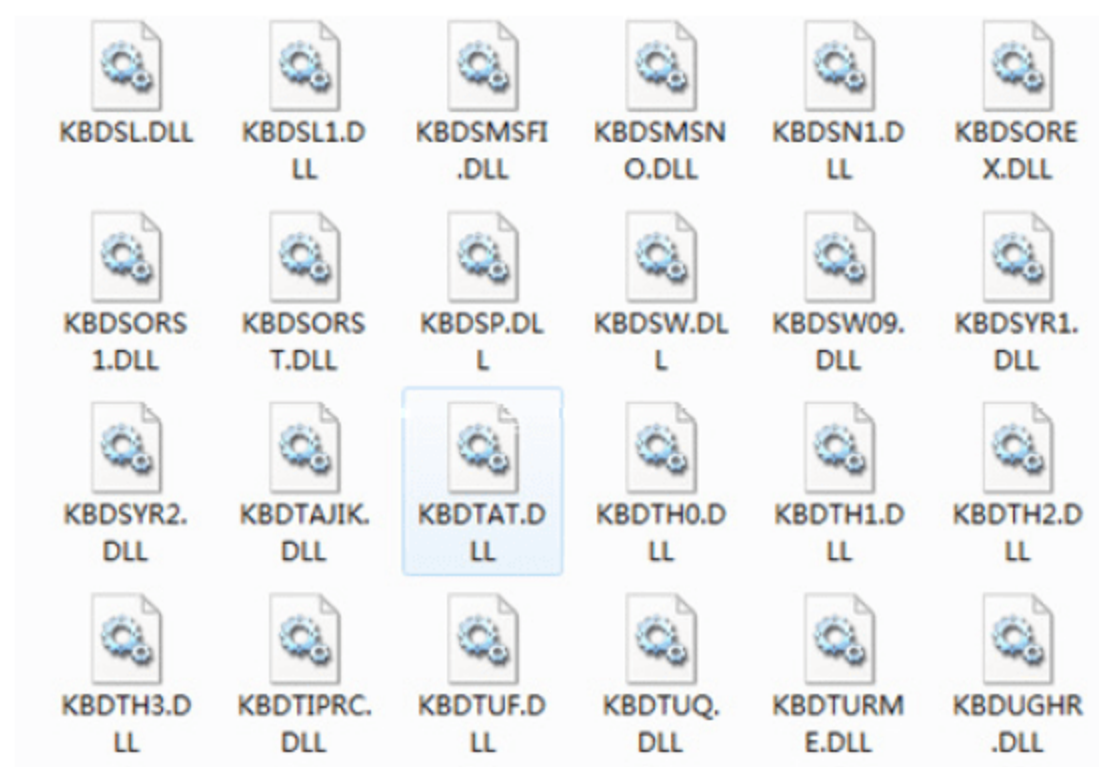 KBDSL.DLL KBDSL1.D KBDSMSFI KBDSMSN KBDSN1.D KBDSORE
LL .DLL O.DLL LL X.DLL
KBDSORS KBDSORS KBDSP.DL KBDSW.DL KBDSW09. KBDSYR1.
1.DLL T.DLL L L DLL DLL
KBDSYR2. KBDTAJIK. KBDTAT.D KBDTH0.D KBDTH1.D KBDTH2.D
DLL DLL LL LL LL LL
KBDTH3.D KBDTIPRC. KBDTUF.D KBDTUQ. KBDTURM KBDUGHR
LL DLL LL DLL E.DLL .DLL